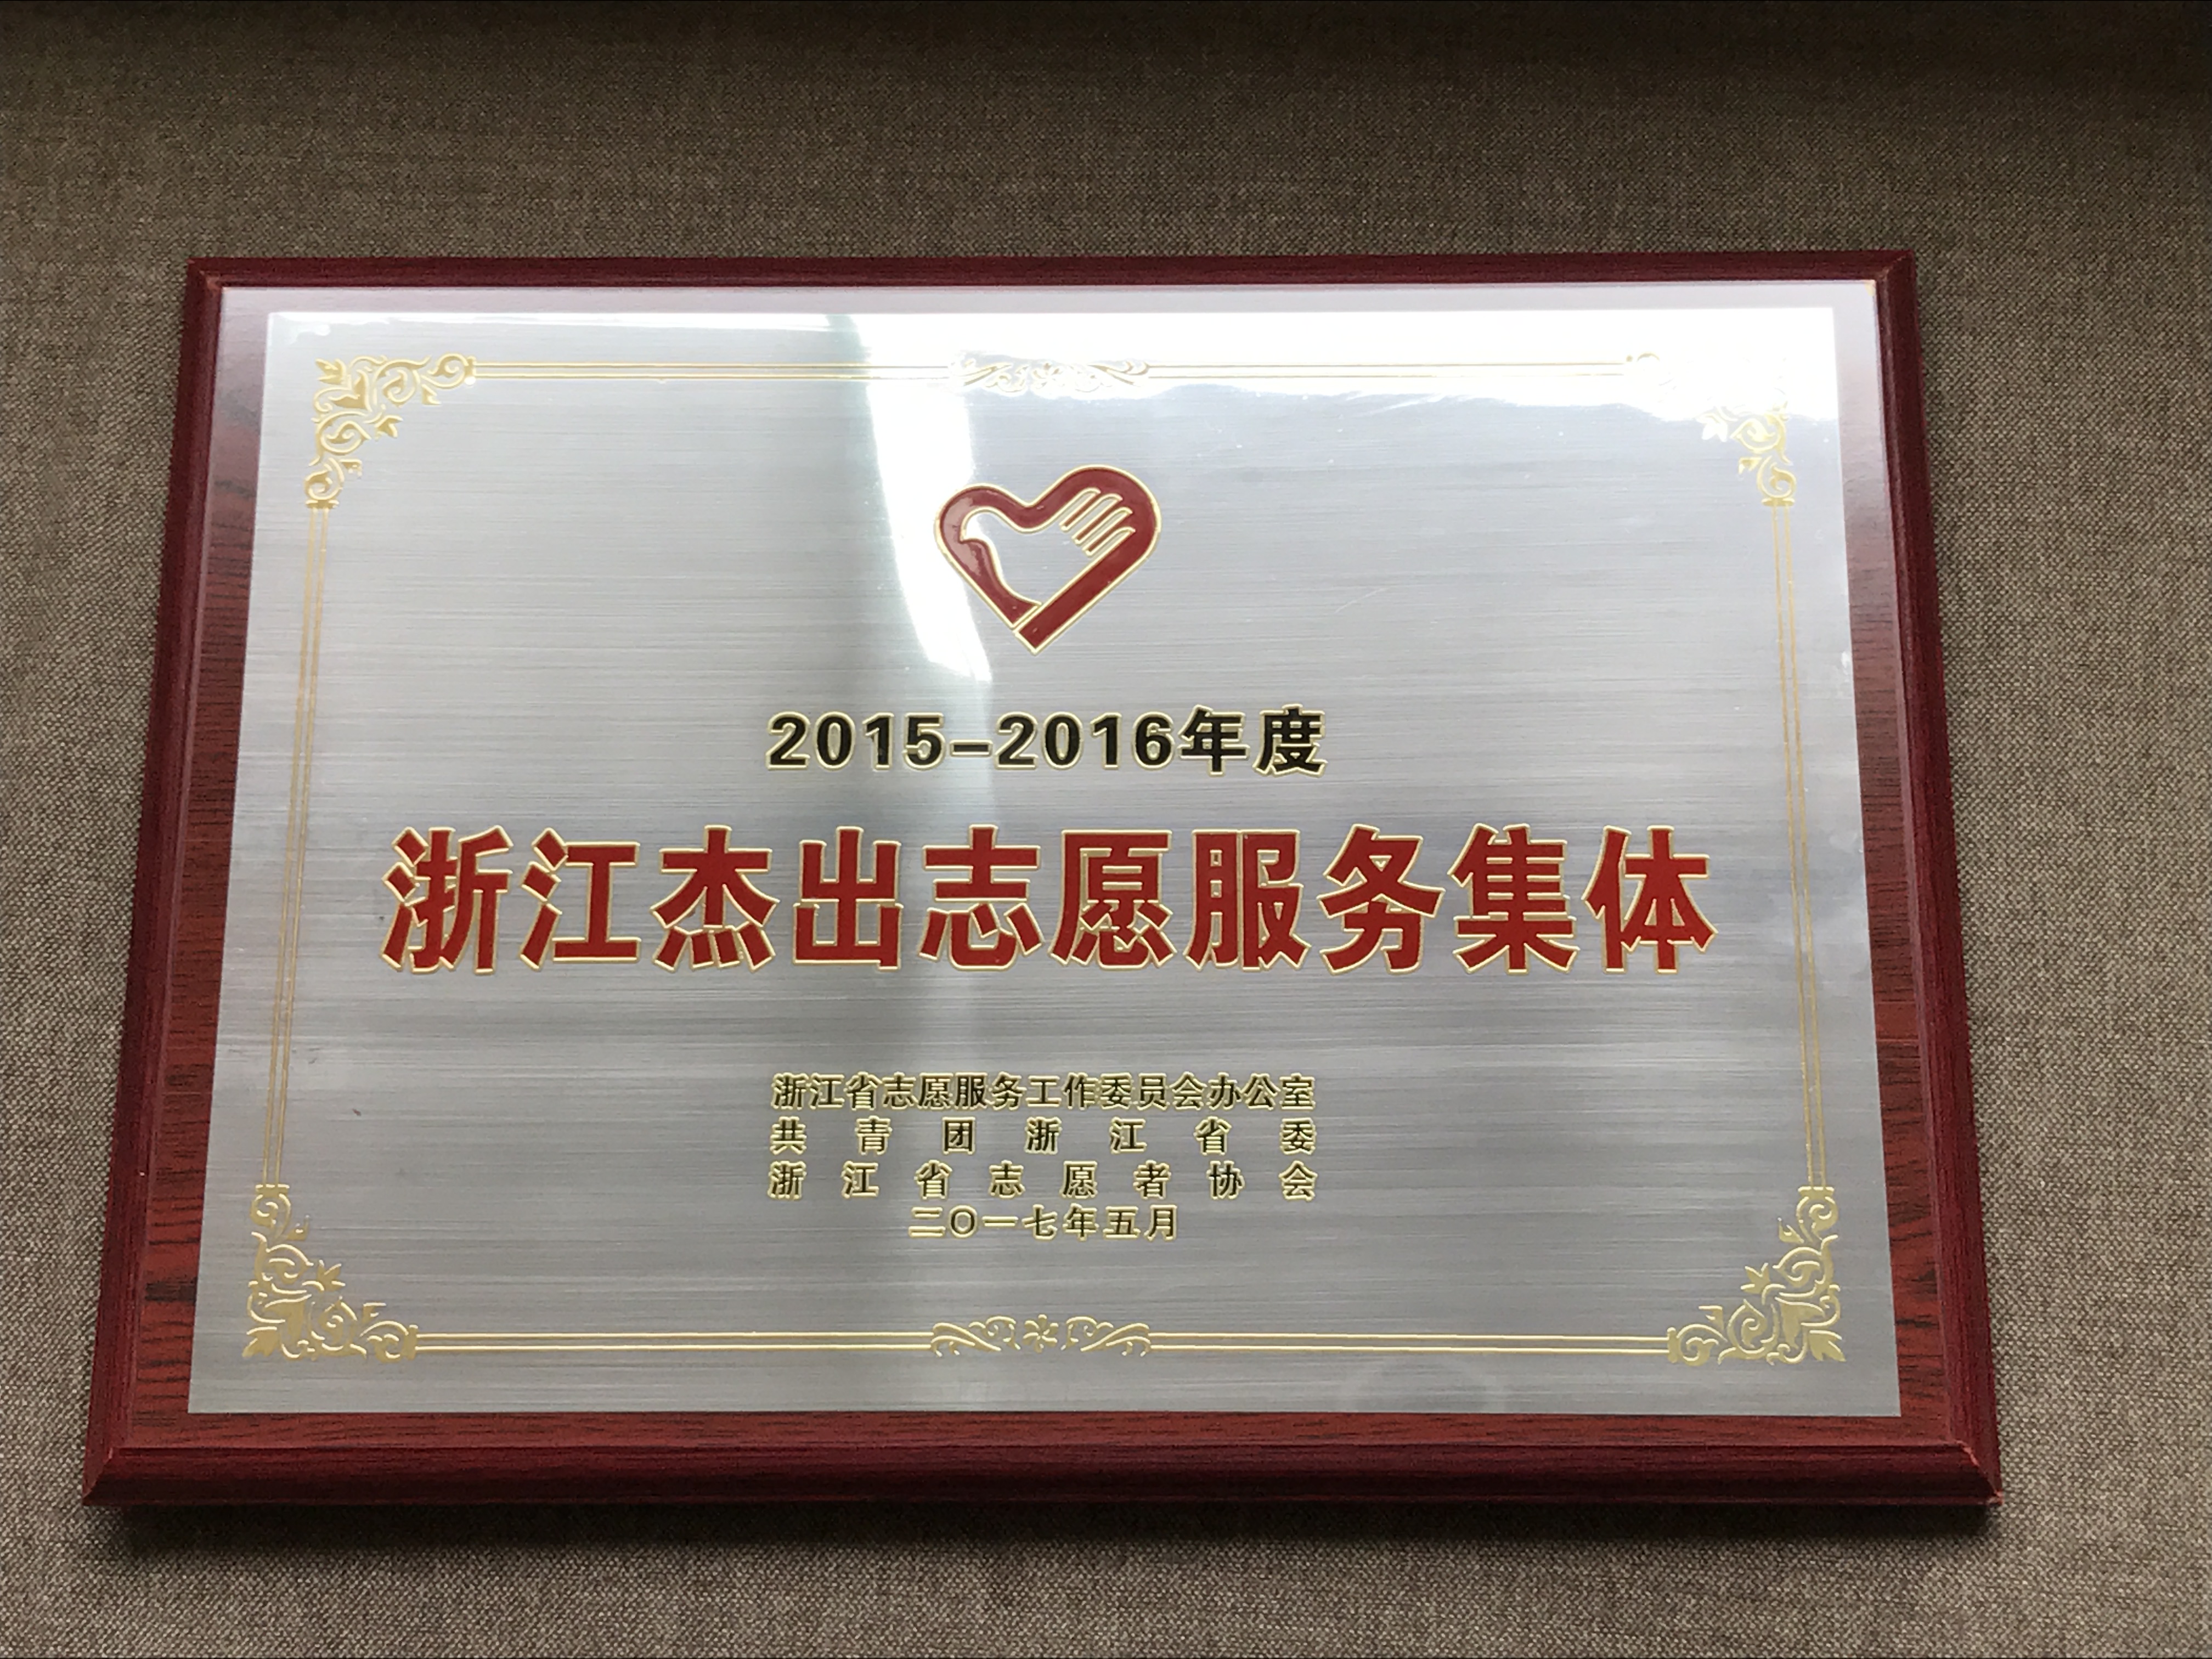 2015-2016年度
浙江杰出志愿服务集体
浙江省志愿服务工作委员会办公室
共青团浙江省委
浙江省志愿者协会
二〇一七年五月